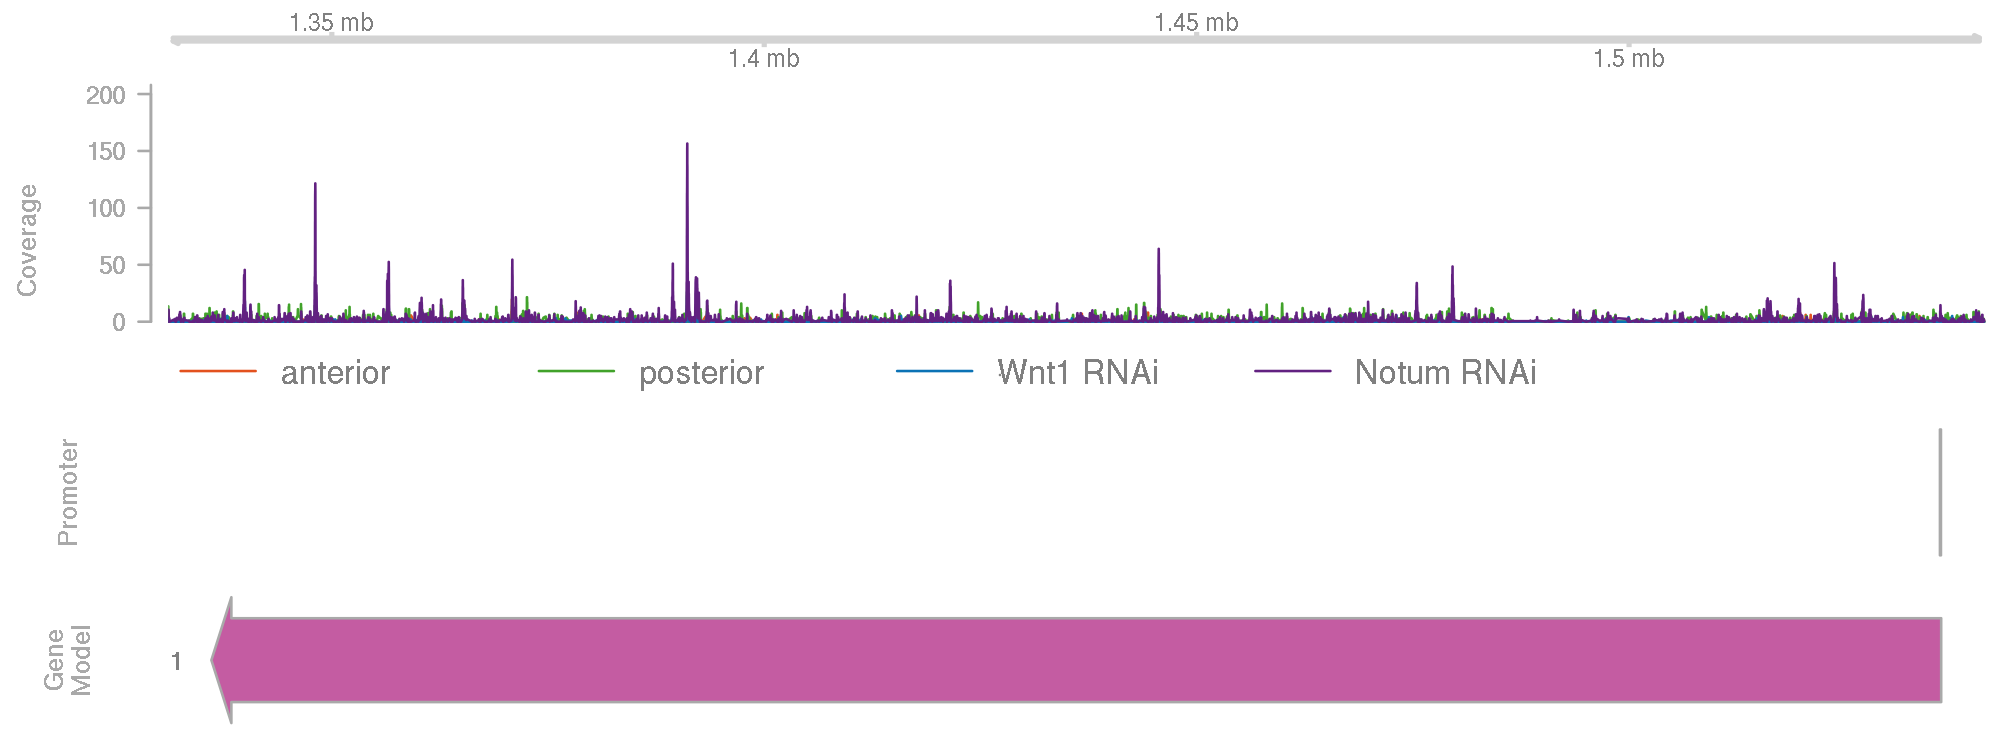 1.35 mb
1.45 mb
1.4 mb
1.5 mb
Coverage
200
150
100
50
0
anterior
posterior
Wnt1 RNAi
Notum RNAi
Promoter
Gene
Model
1